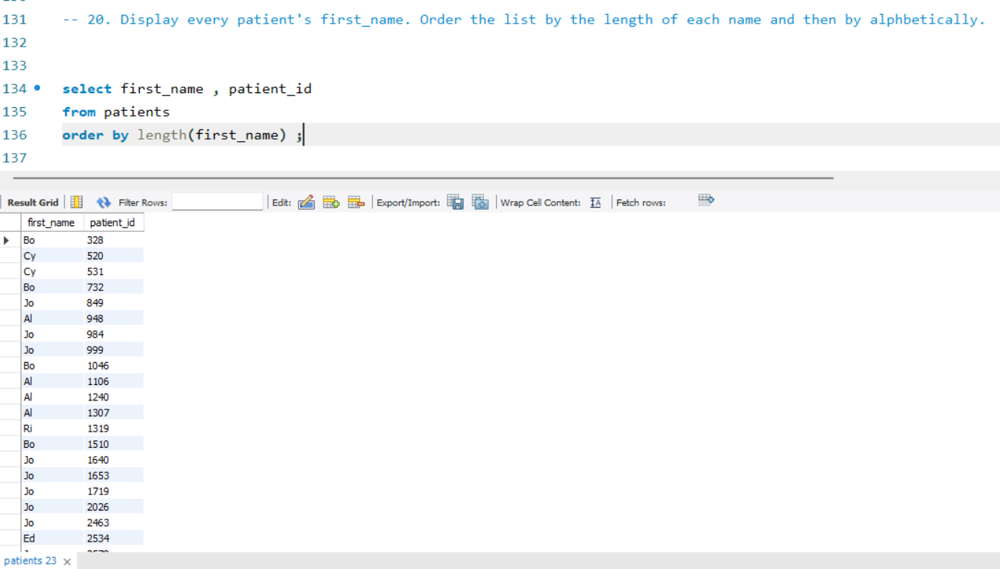 131 -- 20. Display every patient's first_name. Order the list by the length of each name and then by alphbetically.
132
133
134 select first_name , patient_id
135 from patients
136 order by length(first_name) ;
137
Result Grid Filter Rows: Edit: Export/Import: Wrap Cell Content: Fetch rows:
first_name patient_id
Bo 328
Cy 520
Cy 531
Bo 732
Jo 849
Al 948
Jo 984
Jo 999
Bo 1046
Al 1106
Al 1240
Al 1307
Ri 1319
Bo 1510
Jo 1640
Jo 1653
Jo 1719
Jo 2026
Jo 2463
Ed 2534
patients 23